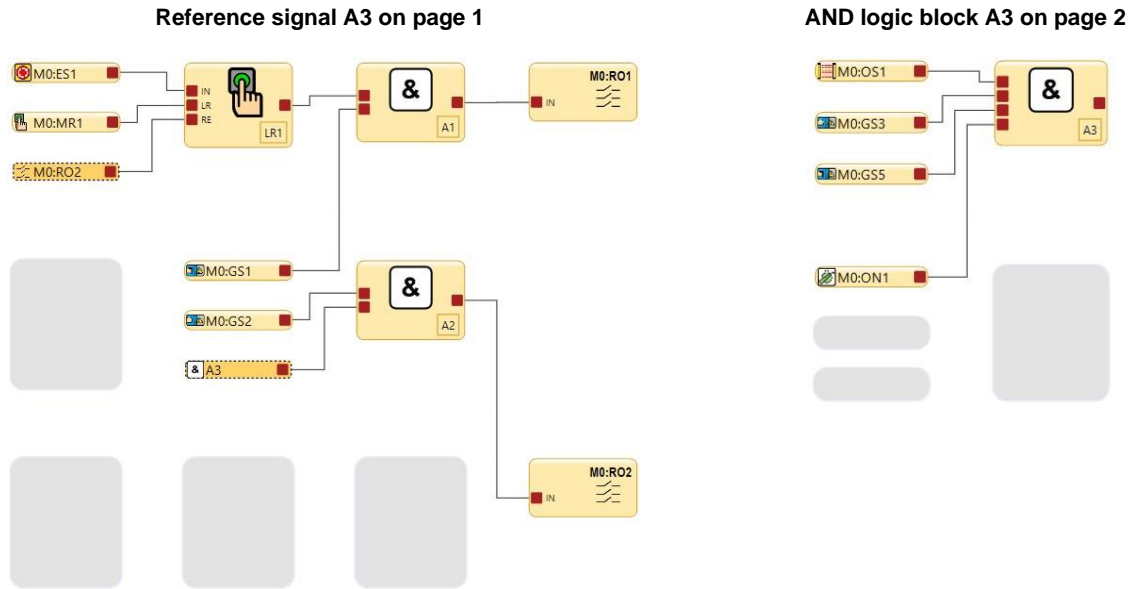 Reference signal A3 on page 1
M0:ES1
M0:MR1
M0:RO2
IN
LR
RE
LR1
&
A1
M0:RO1
IN
M0:GS1
M0:GS2
& A3
&
A2
M0:RO2
IN
AND logic block A3 on page 2
M0:OS1
M0:GS3
M0:GS5
M0:ON1
&
A3